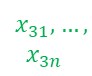 x₃₁, … ,
x₃ₙ